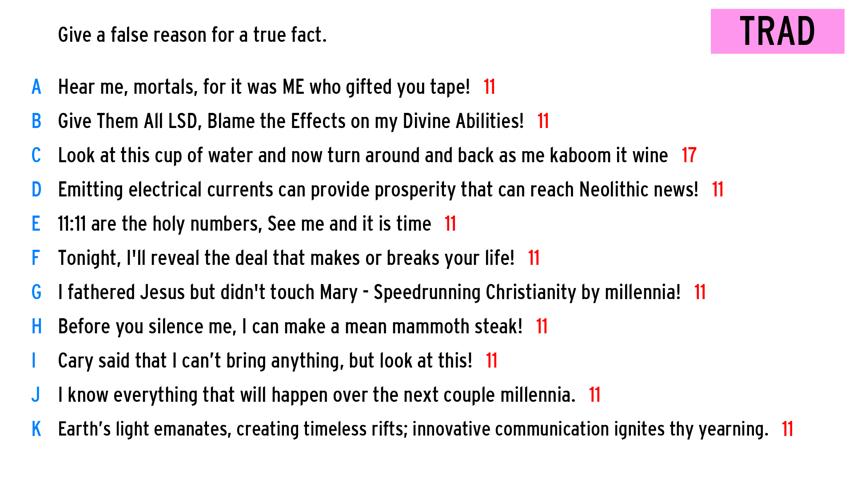 Give a false reason for a true fact.
TRAD
A Hear me, mortals, for it was ME who gifted you tape! 11
B Give Them All LSD, Blame the Effects on my Divine Abilities! 11
C Look at this cup of water and now turn around and back as me kaboom it wine 17
D Emitting electrical currents can provide prosperity that can reach Neolithic news! 11
E 11:11 are the holy numbers, See me and it is time 11
F Tonight, I'll reveal the deal that makes or breaks your life! 11
G I fathered Jesus but didn't touch Mary - Speedrunning Christianity by millennia! 11
H Before you silence me, I can make a mean mammoth steak! 11
I Cary said that I can't bring anything, but look at this! 11
J I know everything that will happen over the next couple millennia. 11
K Earth's light emanates, creating timeless rifts; innovative communication ignites thy yearning. 11